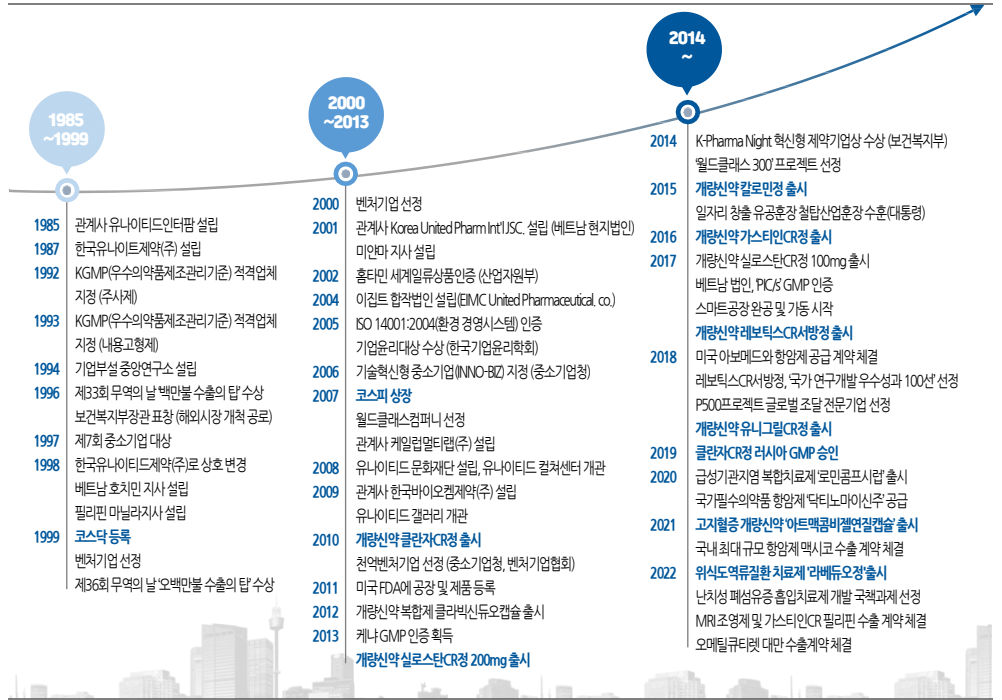 1985
~1999
1985 관계사 유나이티드인터팜 설립
1987 한국유나이트제약(주) 설립
1992 KGMP(우수의약품제조관리기준) 적격업체
지정 (주사제)
1993 KGMP(우수의약품제조관리기준) 적격업체
지정 (내용고형제)
1994 기업부설 중앙연구소 설립
1996 제33회 무역의 날 '백만불 수출의 탑' 수상
보건복지부장관 표창 (해외시장 개척 공로)
1997 제7회 중소기업 대상
1998 한국유나이티드제약(주)로 상호 변경
베트남 호치민 지사 설립
필리핀 마닐라지사 설립
1999 코스닥 등록
벤처기업 선정
제36회 무역의 날 '오백만불 수출의 탑' 수상
2000
~2013
2000 벤처기업 선정
2001 관계사 Korea United Pharm Int'l JSC. 설립 (베트남 현지법인)
미얀마 지사 설립
2002 홈타민 세계일류상품인증 (산업자원부)
2004 이집트 합작법인 설립(EIMC United Pharmaceutical. co.)
2005 ISO 14001:2004(환경 경영시스템) 인증
기업윤리대상 수상 (한국기업윤리학회)
2006 기술혁신형 중소기업(INNO-BIZ) 지정 (중소기업청)
2007 코스피 상장
월드클래스컴퍼니 선정
관계사 케일럽멀티랩(주) 설립
2008 유나이티드 문화재단 설립, 유나이티드 컬쳐센터 개관
2009 관계사 한국바이오켐제약(주) 설립
유나이티드 갤러리 개관
2010 개량신약 클란자CR정 출시
천억벤처기업 선정 (중소기업청, 벤처기업협회)
2011 미국 FDA에 공장 및 제품 등록
2012 개량신약 복합제 클라빅신듀오캡슐 출시
2013 케냐 GMP 인증 획득
개량신약 실로스탄CR정 200mg 출시
2014
~
2014 K-Pharma Night 혁신형 제약기업상 수상 (보건복지부)
'월드클래스 300' 프로젝트 선정
2015 개량신약 칼로민정 출시
일자리 창출 유공훈장 철탑산업훈장 수훈(대통령)
2016 개량신약 가스티인CR정 출시
2017 개량신약 실로스탄CR정 100mg 출시
베트남 법인, 'PIC/s' GMP 인증
스마트공장 완공 및 가동 시작
개량신약 레보틱스CR서방정 출시
2018 미국 아보메드와 항암제 공급 계약 체결
레보틱스CR서방정, '국가 연구개발 우수성과 100선' 선정
P500프로젝트 글로벌 조달 전문기업 선정
개량신약 유니그릴CR정 출시
2019 클란자CR정 러시아 GMP 승인
2020 급성기관지염 복합치료제 '로민콤프시럽' 출시
국가필수의약품 항암제 '닥티노마이신주' 공급
2021 고지혈증 개량신약 '아트맥콤비젤연질캡슐' 출시
국내 최대 규모 항암제 멕시코 수출 계약 체결
2022 위식도역류질환 치료제 '라베듀오정'출시
난치성 폐섬유증 흡입치료제 개발 국책과제 선정
MRI 조영제 및 가스티인CR 필리핀 수출 계약 체결
오메틸큐티렛 대만 수출계약 체결